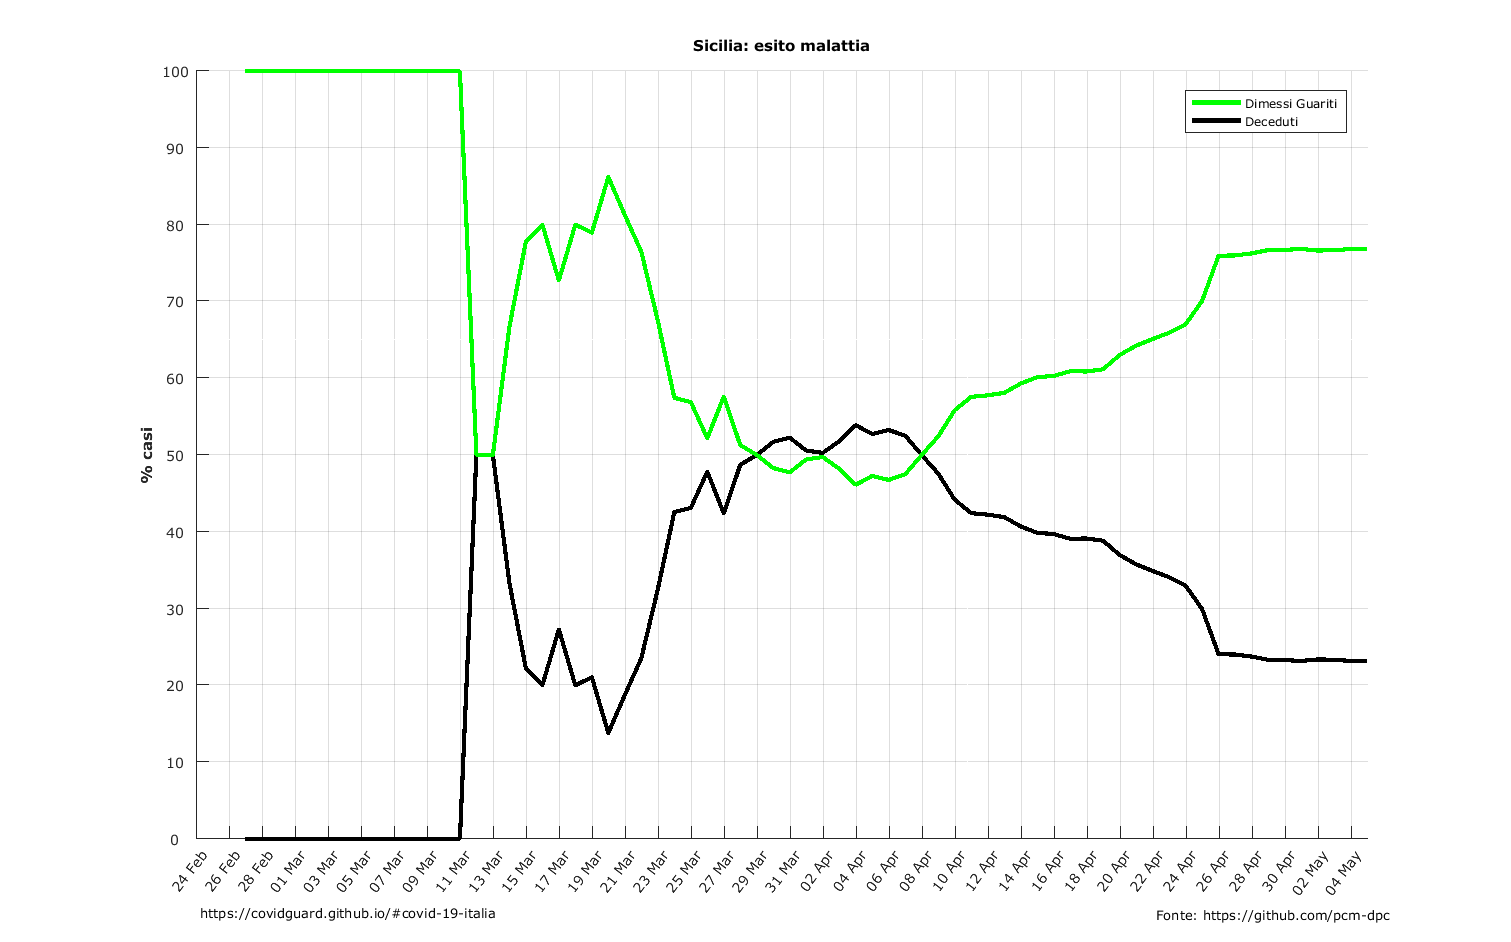 Sicilia: esito malattia
100
90
80
70
60
50
40
30
20
10
0
% casi
Dimessi Guariti
Deceduti
24 Feb
26 Feb
28 Feb
01 Mar
03 Mar
05 Mar
07 Mar
09 Mar
11 Mar
13 Mar
15 Mar
17 Mar
19 Mar
21 Mar
23 Mar
25 Mar
27 Mar
29 Mar
31 Mar
02 Apr
04 Apr
06 Apr
08 Apr
10 Apr
12 Apr
14 Apr
16 Apr
18 Apr
20 Apr
22 Apr
24 Apr
26 Apr
28 Apr
30 Apr
02 May
04 May
https://covidguard.github.io/#covid-19-italia
Fonte: https://github.com/pcm-dpc